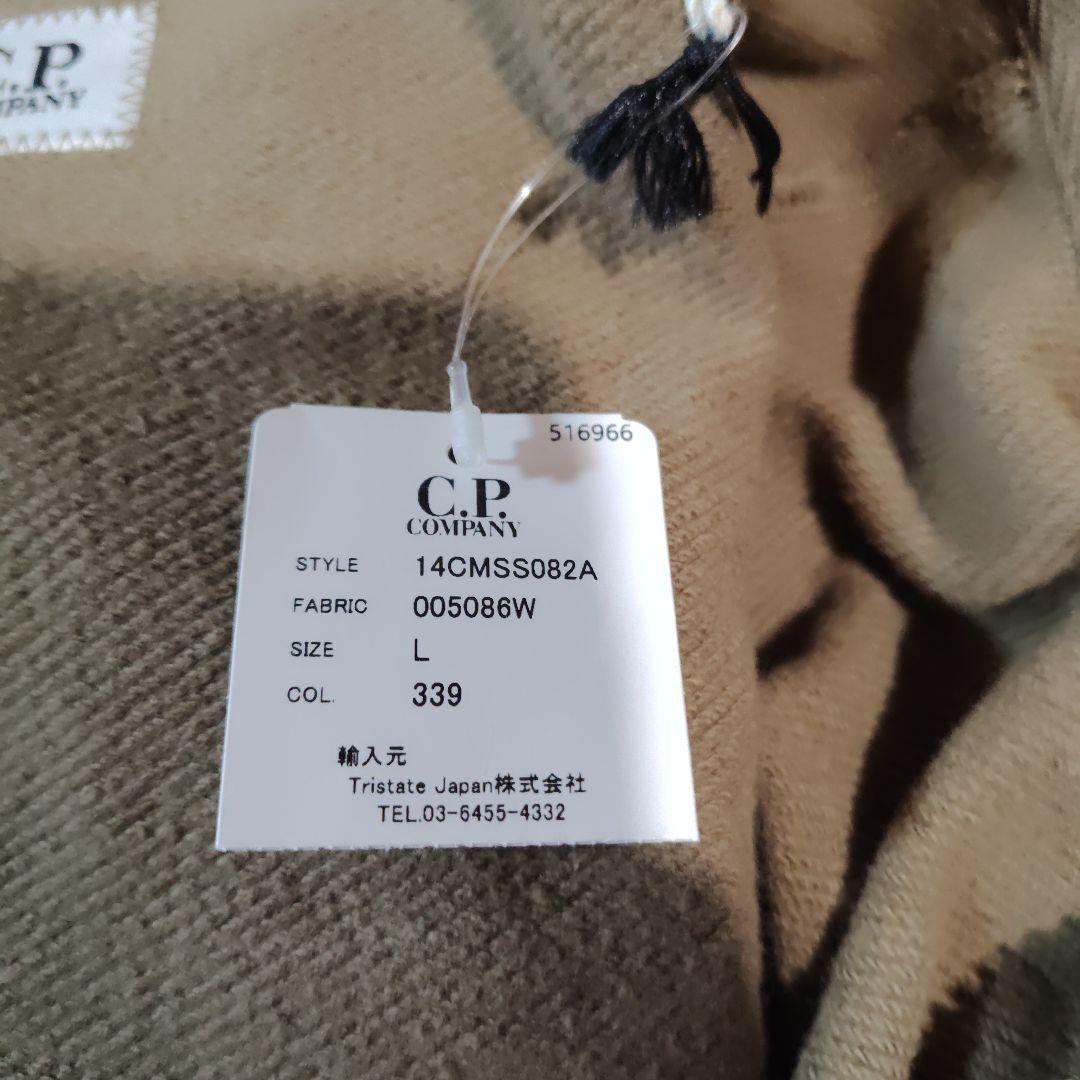 C.P.
COMPANY
516966
C.P.
COMPANY
STYLE 14CMSS082A
FABRIC 005086W
SIZE L
COL. 339
輸入元
Tristate Japan株式会社
TEL.03-6455-4332